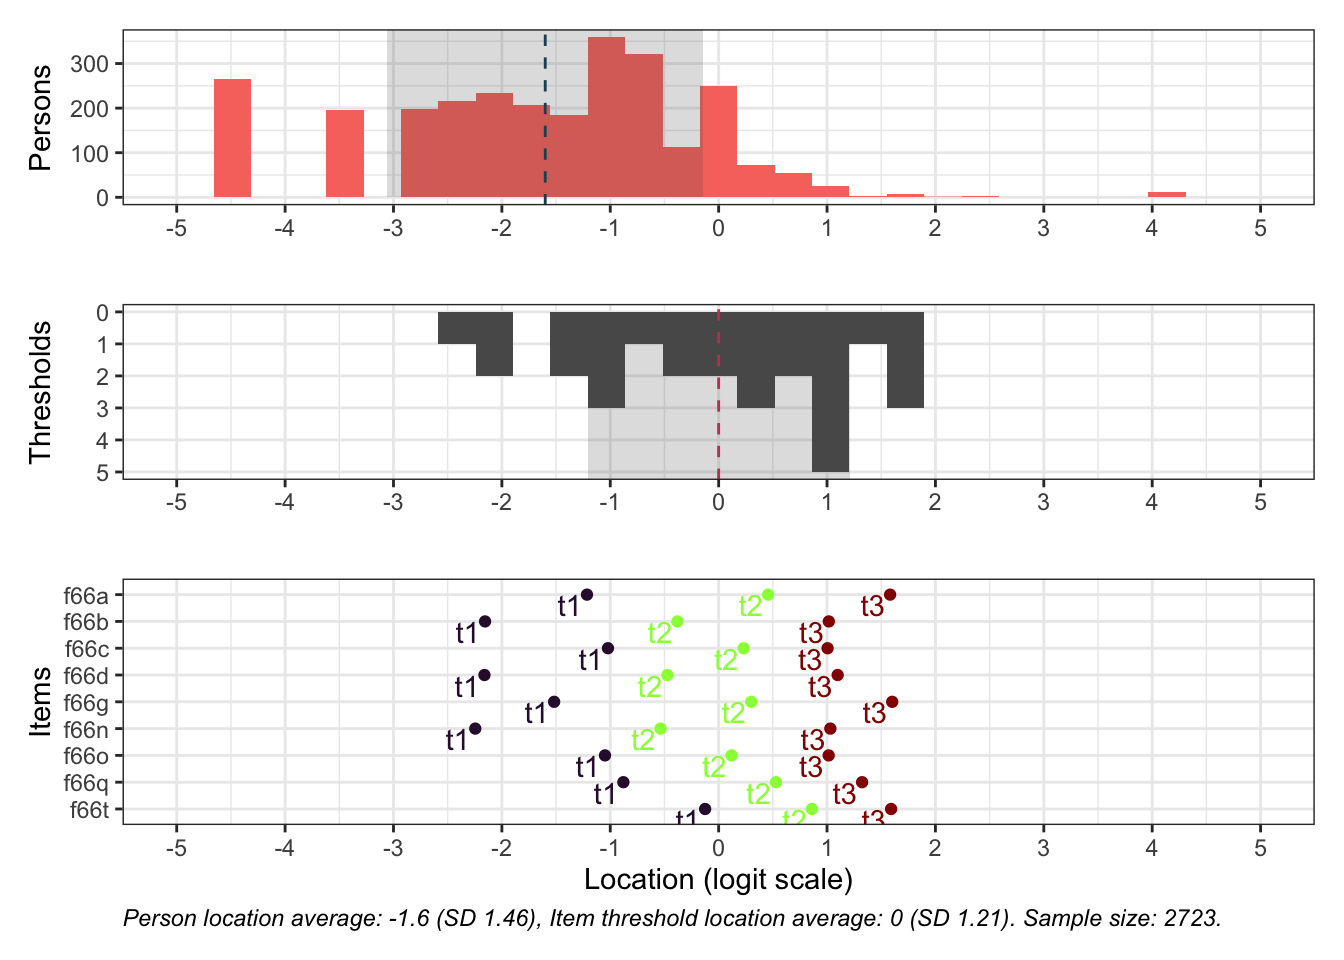 Persons
300
200
100
0
-5 -4 -3 -2 -1 0 1 2 3 4 5
Thresholds
0
1
2
3
4
5
-5 -4 -3 -2 -1 0 1 2 3 4 5
Items
f66a t1 t2 t3
f66b t1 t2 t3
f66c t1 t2 t3
f66d t1 t2 t3
f66g t1 t2 t3
f66n t1 t2 t3
f66o t1 t2 t3
f66q t1 t2 t3
f66t t1 t2 t3
-5 -4 -3 -2 -1 0 1 2 3 4 5
Location (logit scale)
Person location average: -1.6 (SD 1.46), Item threshold location average: 0 (SD 1.21). Sample size: 2723.